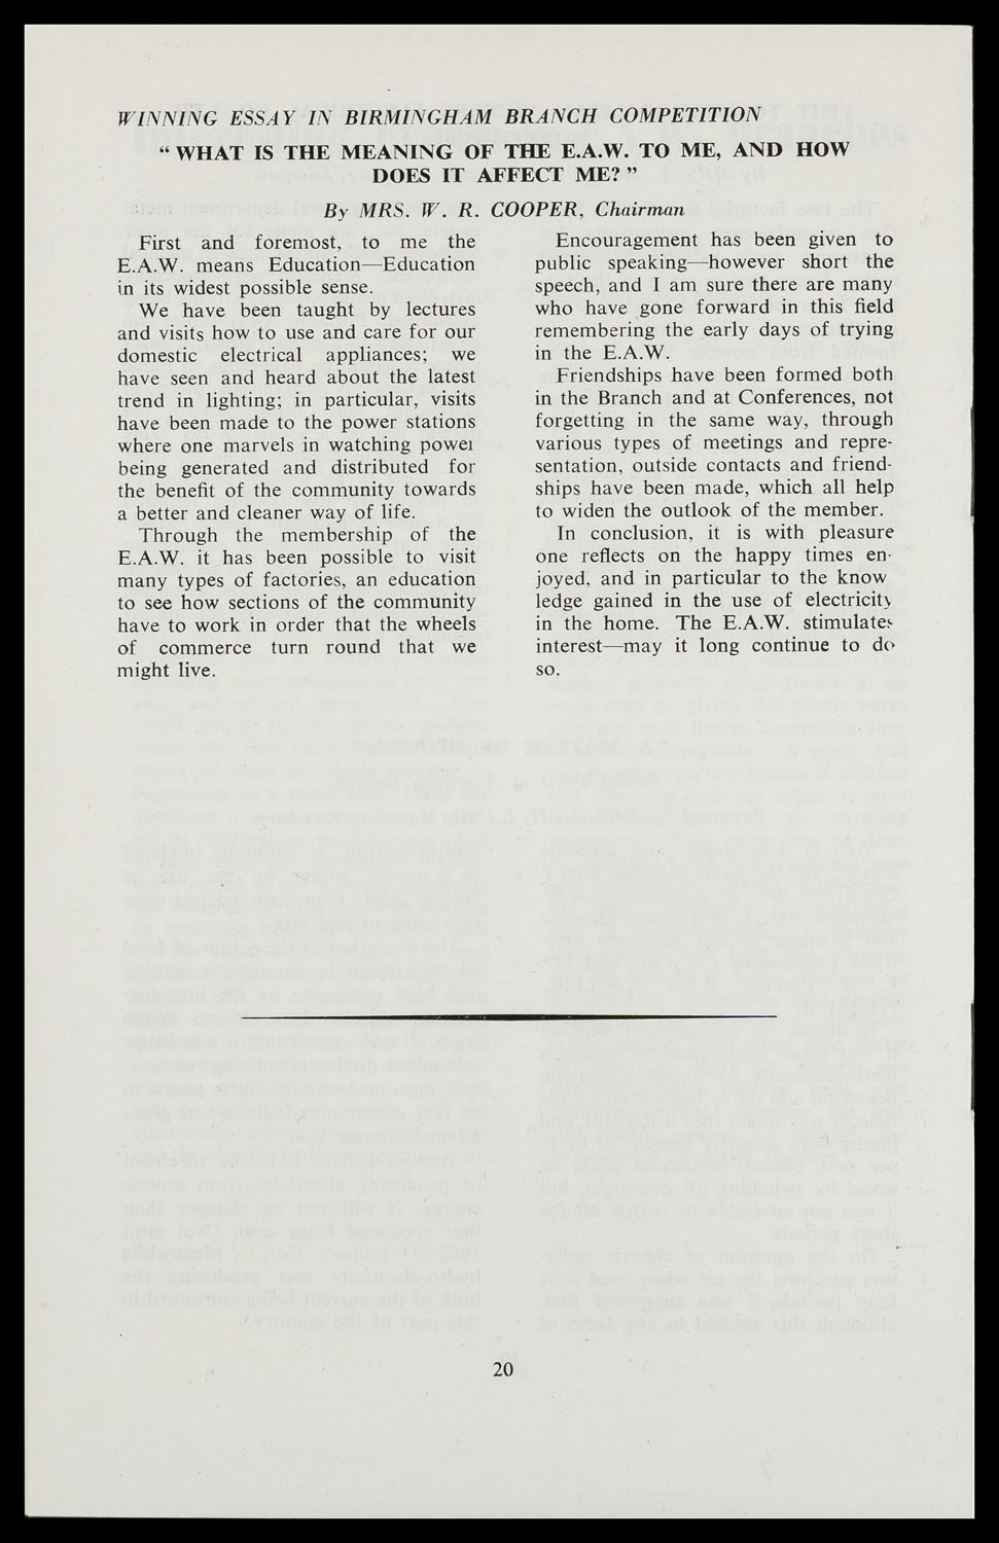 WINNING ESSAY IN BIRMINGHAM BRANCH COMPETITION
“ WHAT IS THE MEANING OF THE E.A.W. TO ME, AND HOW
DOES IT AFFECT ME? ”
By MRS. W. R. COOPER, Chairman
First and foremost, to me the
E.A.W. means Education—Education
in its widest possible sense.
We have been taught by lectures
and visits how to use and care for our
domestic electrical appliances; we
have seen and heard about the latest
trend in lighting; in particular, visits
have been made to the power stations
where one marvels in watching power
being generated and distributed for
the benefit of the community towards
a better and cleaner way of life.
Through the membership of the
E.A.W. it has been possible to visit
many types of factories, an education
to see how sections of the community
have to work in order that the wheels
of commerce turn round that we
might live.
Encouragement has been given to
public speaking—however short the
speech, and I am sure there are many
who have gone forward in this field
remembering the early days of trying
in the E.A.W.
Friendships have been formed both
in the Branch and at Conferences, not
forgetting in the same way, through
various types of meetings and repre-
sentation, outside contacts and friend-
ships have been made, which all help
to widen the outlook of the member.
In conclusion, it is with pleasure
one reflects on the happy times en-
joyed, and in particular to the know
ledge gained in the use of electricity
in the home. The E.A.W. stimulates
interest—may it long continue to do
so.
20